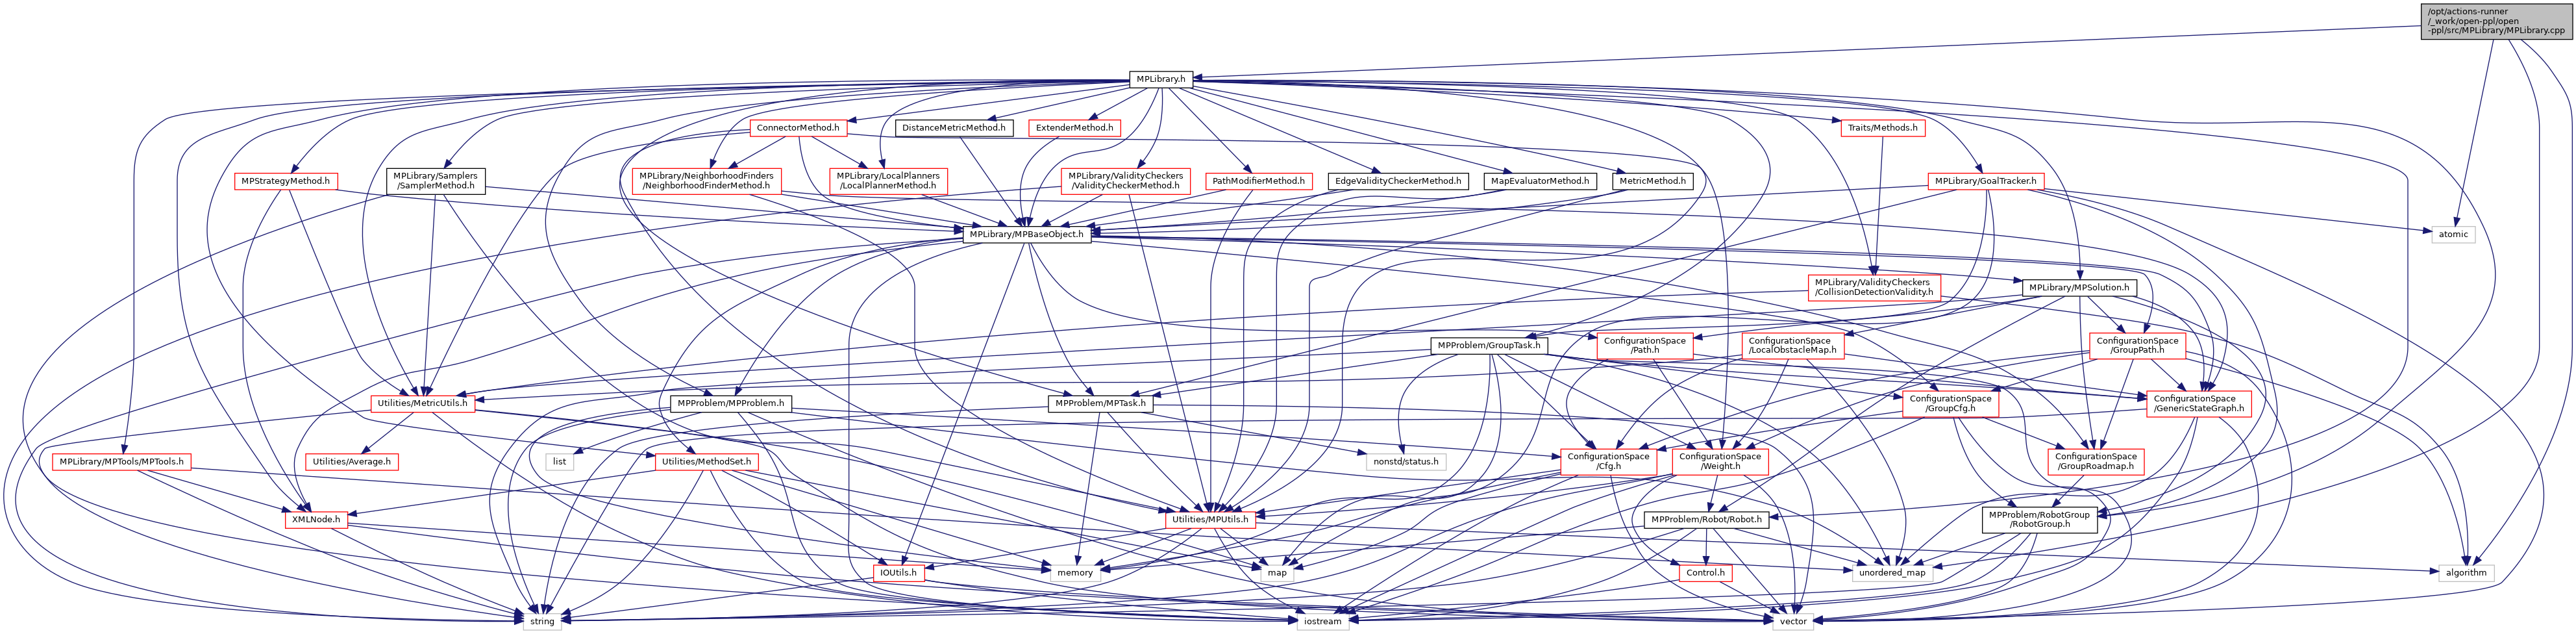 /opt/actions-runner
/_work/open-ppl/open
-ppl/src/MPLibrary/MPLibrary.cpp
MPLibrary.h
ConnectorMethod.h
DistanceMetricMethod.h
ExtenderMethod.h
Traits/Methods.h
MPStrategyMethod.h
MPLibrary/Samplers
/SamplerMethod.h
MPLibrary/NeighborhoodFinders
/NeighborhoodFinderMethod.h
MPLibrary/LocalPlanners
/LocalPlannerMethod.h
MPLibrary/ValidityCheckers
/ValidityCheckerMethod.h
PathModifierMethod.h
EdgeValidityCheckerMethod.h
MapEvaluatorMethod.h
MetricMethod.h
MPLibrary/GoalTracker.h
MPLibrary/MPBaseObject.h
atomic
MPLibrary/ValidityCheckers
/CollisionDetectionValidity.h
MPLibrary/MPSolution.h
MPProblem/GroupTask.h
ConfigurationSpace
/Path.h
ConfigurationSpace
/LocalObstacleMap.h
ConfigurationSpace
/GroupPath.h
Utilities/MetricUtils.h
MPProblem/MPProblem.h
MPProblem/MPTask.h
ConfigurationSpace
/GroupCfg.h
ConfigurationSpace
/GenericStateGraph.h
MPLibrary/MPTools/MPTools.h
Utilities/Average.h
list
Utilities/MethodSet.h
nonstd/status.h
ConfigurationSpace
/Cfg.h
ConfigurationSpace
/Weight.h
ConfigurationSpace
/GroupRoadmap.h
XMLNode.h
Utilities/MPUtils.h
MPProblem/Robot/Robot.h
MPProblem/RobotGroup
/RobotGroup.h
IOUtils.h
memory
map
Control.h
unordered_map
algorithm
string
iostream
vector